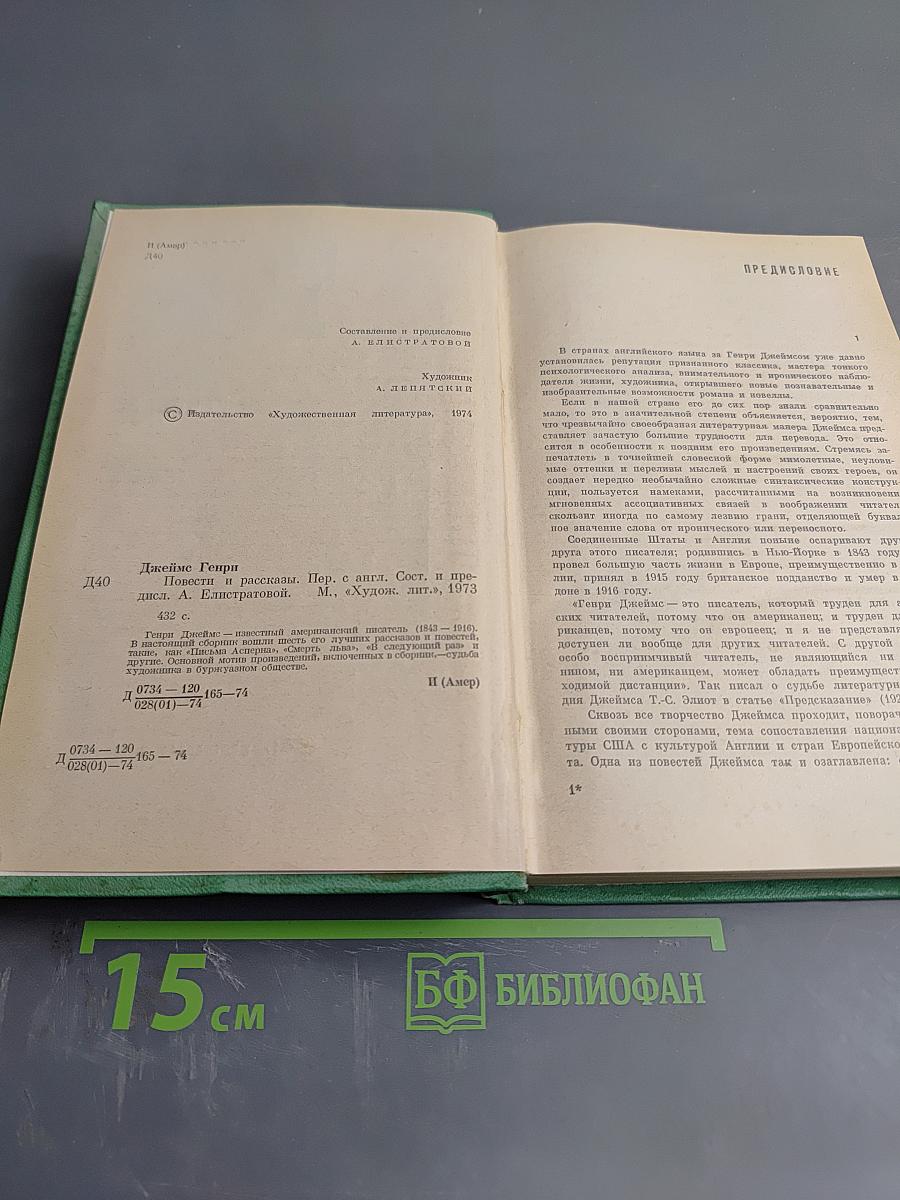 И (Амер)
Д40
Составление и предисловие
А. ЕЛИСТРАТОВОЙ
Художник
А. ЛЕПЯТСКИЙ
© Издательство «Художественная литература», 1974
Джеймс Генри
Д40 Повести и рассказы. Пер. с англ. Сост. и пре-
дисл. А. Елистратовой. М., «Худож. лит.», 1973
432 с.
Генри Джеймс — известный американский писатель (1843 — 1916).
В настоящий сборник вошли шесть его лучших рассказов и повестей,
такие, как «Письма Асперна», «Смерть льва», «В следующий раз» и
другие. Основной мотив произведений, включенных в сборник,—судьба
художника в буржуазном обществе.
Д 0734 — 120
028(01)—74 165—74
И (Амер)
Д 0734 — 120
028(01)—74 165 — 74
ПРЕДИСЛОВИЕ
1
В странах английского языка за Генри Джеймсом уже давно
установилась репутация признанного классика, мастера тонкого
психологического анализа, внимательного и иронического наблю-
дателя жизни, художника, открывшего новые познавательные и
изобразительные возможности романа и новеллы.
Если в нашей стране его до сих пор знали сравнительно
мало, то это в значительной степени объясняется, вероятно, тем,
что чрезвычайно своеобразная литературная манера Джеймса пред-
ставляет зачастую большие трудности для перевода. Это отно-
сится в особенности к поздним его произведениям. Стремясь за-
печатлеть в точнейшей словесной форме мимолетные, неулови-
мые оттенки и переливы мыслей и настроений своих героев, он
создает нередко необычайно сложные синтаксические конструк-
ции, пользуется намеками, рассчитанными на возникновени
мгновенных ассоциативных связей в воображении читател
скользит иногда по самому лезвию грани, отделяющей буквал
ное значение слова от иронического или переносного.
Соединенные Штаты и Англия поныне оспаривают дру
друга этого писателя; родившись в Нью-Йорке в 1843 году
провел большую часть жизни в Европе, преимущественно в
лии, принял в 1915 году британское подданство и умер в
доне в 1916 году.
«Генри Джеймс — это писатель, который труден для а
ских читателей, потому что он американец; и труден дл
риканцев, потому что он европеец; и я не представля
доступен ли вообще для других читателей. С другой
особо восприимчивый читатель, не являющийся ни
нином, ни американцем, может обладать преимущест
ходимой дистанции». Так писал о судьбе литературн
дия Джеймса Т.-С. Элиот в статье «Предсказание» (192
Сквозь все творчество Джеймса проходит, поворач
ными своими сторонами, тема сопоставления национа
туры США с культурой Англии и стран Европейско
та. Одна из повестей Джеймса так и озаглавлена:
1*
15 см
БФ БИБЛИОФАН